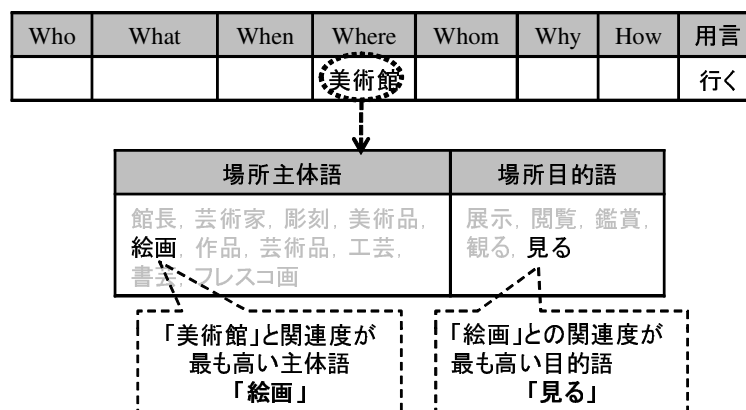 Who What When Where Whom Why How 用言
美術館 行く
場所主体語 場所目的語
館長, 芸術家, 彫刻, 美術品, 展示, 閲覧, 鑑賞,
絵画, 作品, 芸術品, 工芸, 観る, 見る
書芸, フレスコ画
「美術館」と関連度が 「絵画」との関連度が
最も高い主体語 最も高い目的語
「絵画」 「見る」